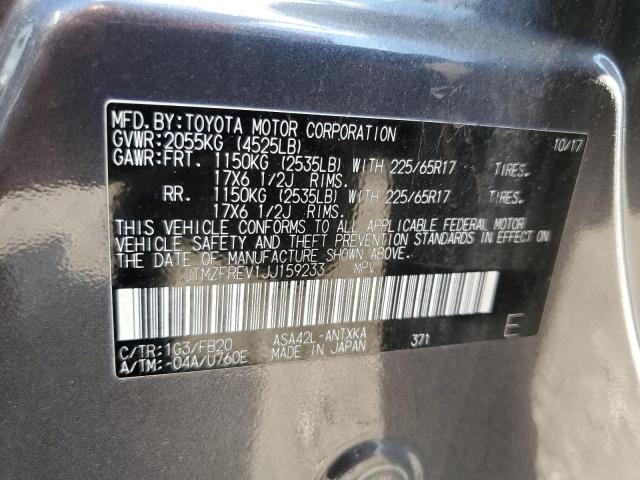 MFD.BY:TOYOTA MOTOR CORPORATION 10/17
GVWR:2055KG (4525LB)
GAWR:FRT. 1150KG (2535LB) WITH 225/65R17 TIRES.
17X6 1/2J RIMS.
RR. 1150KG (2535LB) WITH 225/65R17 TIRES.
17X6 1/2J RIMS.
THIS VEHICLE CONFORMS TO ALL APPLICABLE FEDERAL MOTOR
VEHICLE SAFETY AND THEFT PREVENTION STANDARDS IN EFFECT ON
THE DATE OF MANUFACTURE SHOWN ABOVE.
JTMZFREV1JJ159233 MPV
C/TR:1G3/FB20 ASA42L-ANTXKA 371 E
A/TM:-04A/U760E MADE IN JAPAN